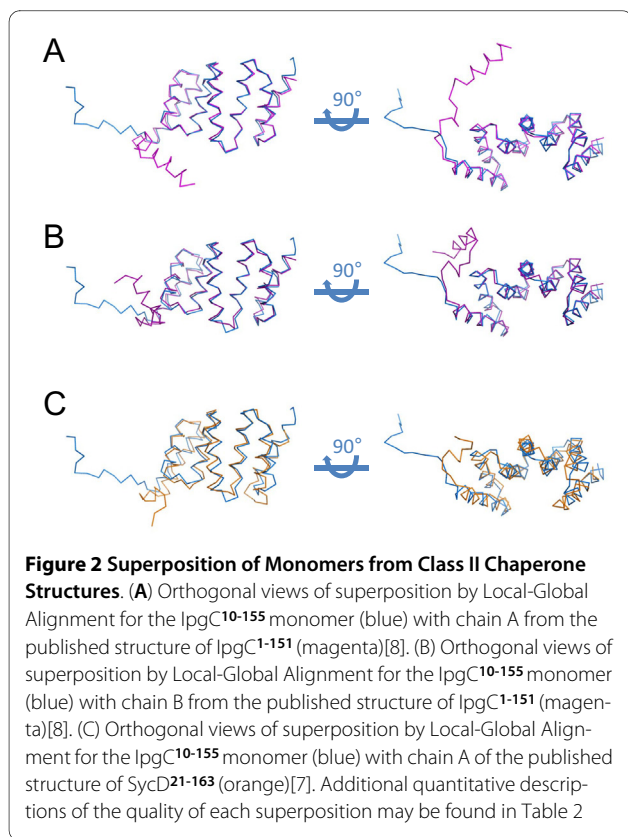 A
90°
B
90°
C
90°
Figure 2 Superposition of Monomers from Class II Chaperone
Structures. (A) Orthogonal views of superposition by Local-Global
Alignment for the IpgC10-155 monomer (blue) with chain A from the
published structure of IpgC1-151 (magenta)[8]. (B) Orthogonal views of
superposition by Local-Global Alignment for the IpgC10-155 monomer
(blue) with chain B from the published structure of IpgC1-151 (magen-
ta)[8]. (C) Orthogonal views of superposition by Local-Global Align-
ment for the IpgC10-155 monomer (blue) with chain A of the published
structure of SycD21-163 (orange)[7]. Additional quantitative descrip-
tions of the quality of each superposition may be found in Table 2